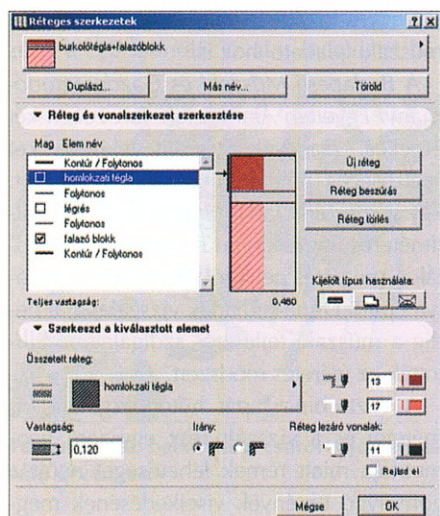 Réteges szerkezetek
burkolótégla+falazóblokk
Duplázd... Más név... Töröld
Réteg és vonalszerkezet szerkesztése
Mag Elem név
Kontúr / Folytonos
homlokzati tégla
Folytonos
légrés
Folytonos
falazó blokk
Kontúr / Folytonos
Új réteg
Réteg beszúrás
Réteg törlés
Kijelölt típus használata:
Teljes vastagság: 0,460
Szerkeszd a kiválasztott elemet
Összetett réteg:
homlokzati tégla
13
17
Vastagság: Irány: Réteg lezáró vonalak:
0,120 11
Rejtsd el
Mégse OK